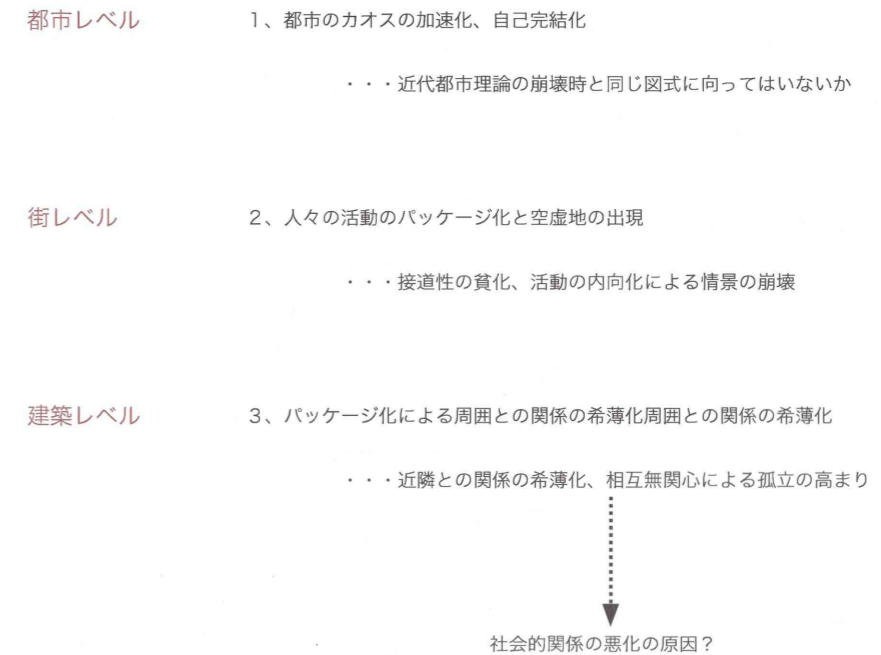 都市レベル　1、都市のカオスの加速化、自己完結化
・・・近代都市理論の崩壊時と同じ図式に向ってはいないか
街レベル　2、人々の活動のパッケージ化と空虚地の出現
・・・接道性の貧化、活動の内向化による情景の崩壊
建築レベル　3、パッケージ化による周囲との関係の希薄化周囲との関係の希薄化
・・・近隣との関係の希薄化、相互無関心による孤立の高まり
社会的関係の悪化の原因？